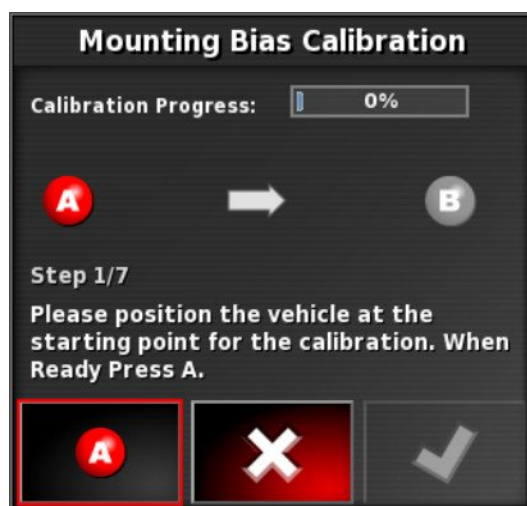 Mounting Bias Calibration
Calibration Progress: 0%
A B
Step 1/7
Please position the vehicle at the
starting point for the calibration. When
Ready Press A.
A